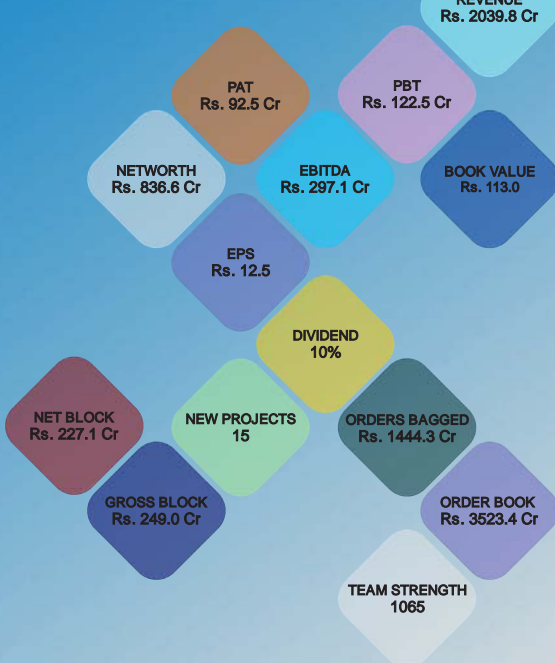 REVENUE
Rs. 2039.8 Cr
PAT
Rs. 92.5 Cr
PBT
Rs. 122.5 Cr
NETWORTH
Rs. 836.6 Cr
EBITDA
Rs. 297.1 Cr
BOOK VALUE
Rs. 113.0
EPS
Rs. 12.5
DIVIDEND
10%
NET BLOCK
Rs. 227.1 Cr
NEW PROJECTS
15
ORDERS BAGGED
Rs. 1444.3 Cr
GROSS BLOCK
Rs. 249.0 Cr
ORDER BOOK
Rs. 3523.4 Cr
TEAM STRENGTH
1065